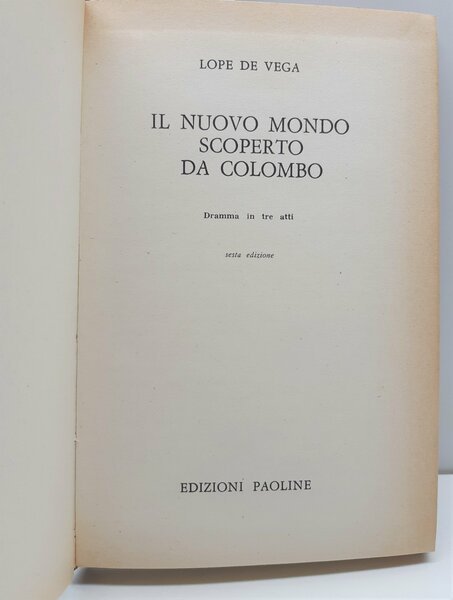 LOPE DE VEGA
IL NUOVO MONDO
SCOPERTO
DA COLOMBO
Dramma in tre atti
sesta edizione
EDIZIONI PAOLINE